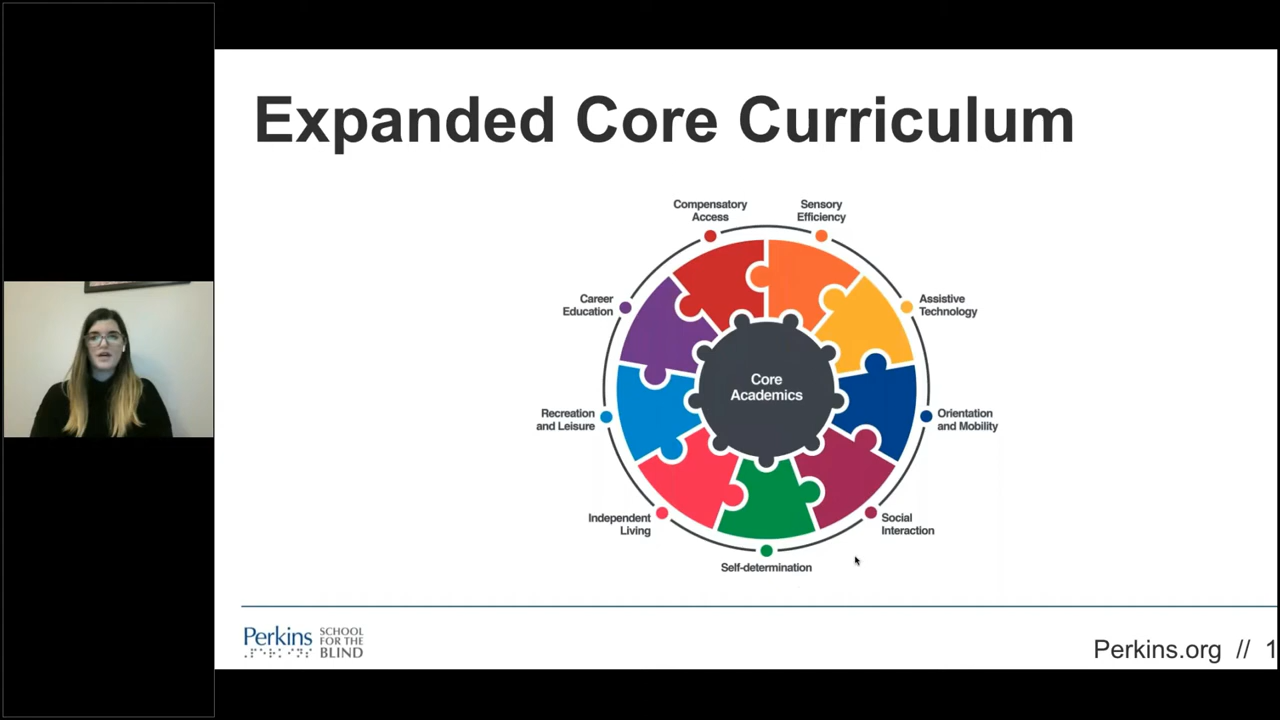 Expanded Core Curriculum
Compensatory
Access
Sensory
Efficiency
Career
Education
Assistive
Technology
Core
Academics
Recreation
and Leisure
Orientation
and Mobility
Independent
Living
Social
Interaction
Self-determination
Perkins
SCHOOL
FOR THE
BLIND
Perkins.org // 1